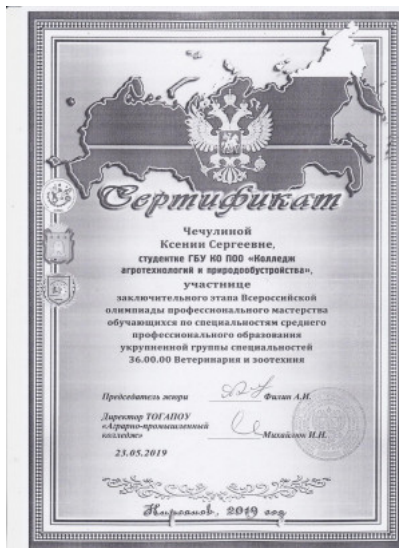 Сертификат
Чечулиной
Ксении Сергеевне,
студентке ГБУ КО ПОО «Колледж
агротехнологий и природообустройства»,
участнице
заключительного этапа Всероссийской
олимпиады профессионального мастерства
обучающихся по специальностям среднего
профессионального образования
укрупненной группы специальностей
36.00.00 Ветеринария и зоотехния
Председатель жюри Филин А.И.
Директор ТОГАПОУ
«Аграрно-промышленный
колледж» И.Н.
23.05.2019
Кирсанов, 2019 год